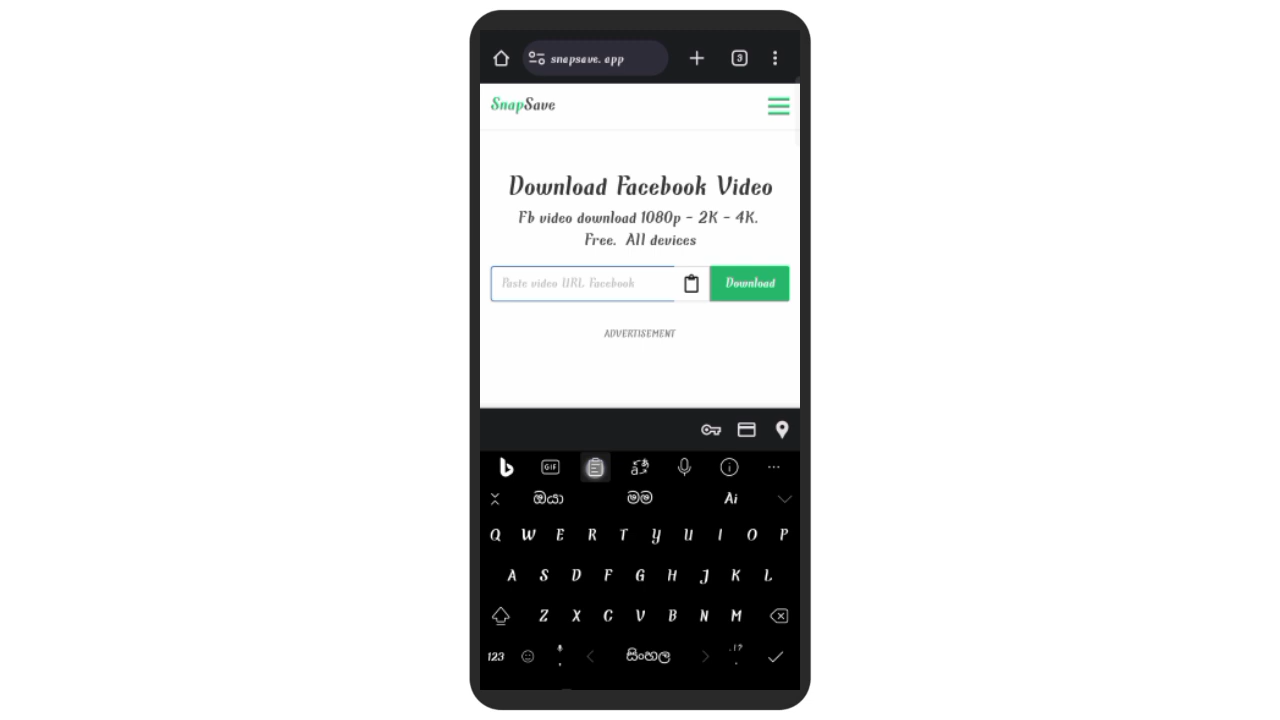 snapsave.app
3
SnapSave
Download Facebook Video
Fb video download 1080p - 2K - 4K.
Free. All devices
Paste video URL Facebook
Download
ADVERTISEMENT
GIF
ඔයා මම Ai
Q W E R T Y U I O P
A S D F G H J K L
Z X C V B N M
123 සිංහල .!?